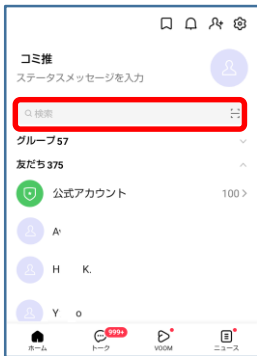 コミ推
ステータスメッセージを入力
検索
グループ 57
友だち 375
公式アカウント
100 >
A
H K.
Y o
999+
ホーム
トーク
VOOM
ニュース